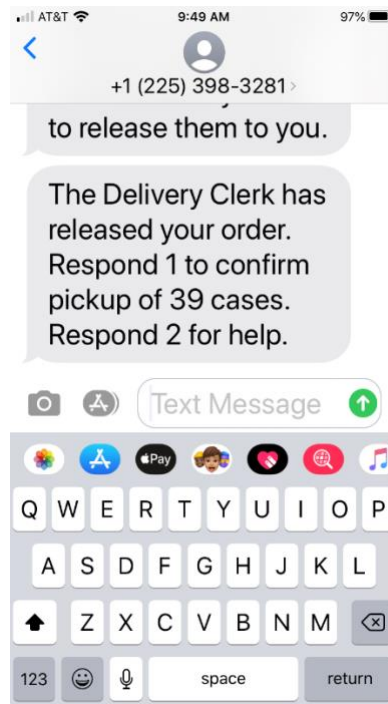 AT&T 9:49 AM 97%
+1 (225) 398-3281 >
to release them to you.
The Delivery Clerk has
released your order.
Respond 1 to confirm
pickup of 39 cases.
Respond 2 for help.
Text Message
Pay
Q W E R T Y U I O P
A S D F G H J K L
Z X C V B N M
123 space return